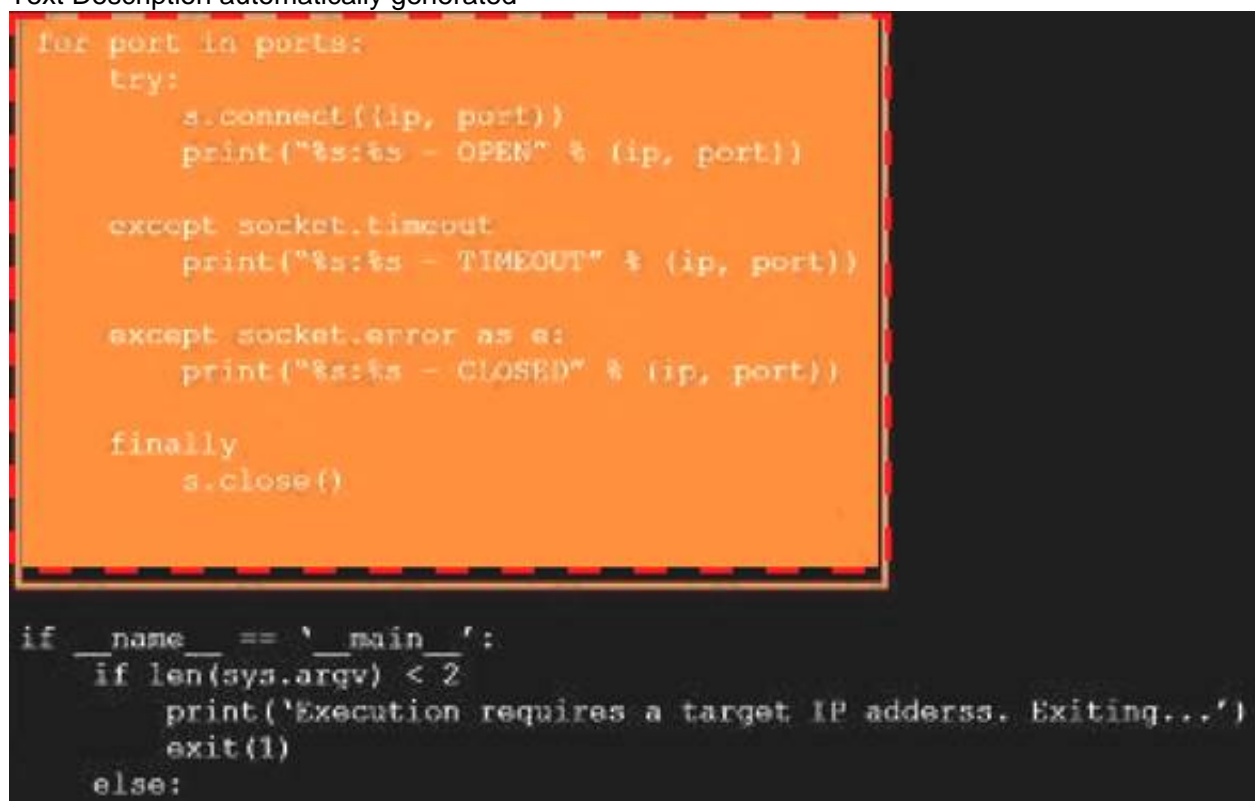 Text Description automatically generated
for port in ports:
try:
s.connect((ip, port))
print("%s:%s - OPEN" % (ip, port))
except socket.timeout
print("%s:%s - TIMEOUT" % (ip, port))
except socket.error as e:
print("%s:%s - CLOSED" % (ip, port))
finally
s.close()
if __name__ == '__main__':
if len(sys.argv) < 2
print('Execution requires a target IP adderss. Exiting...')
exit(1)
else: